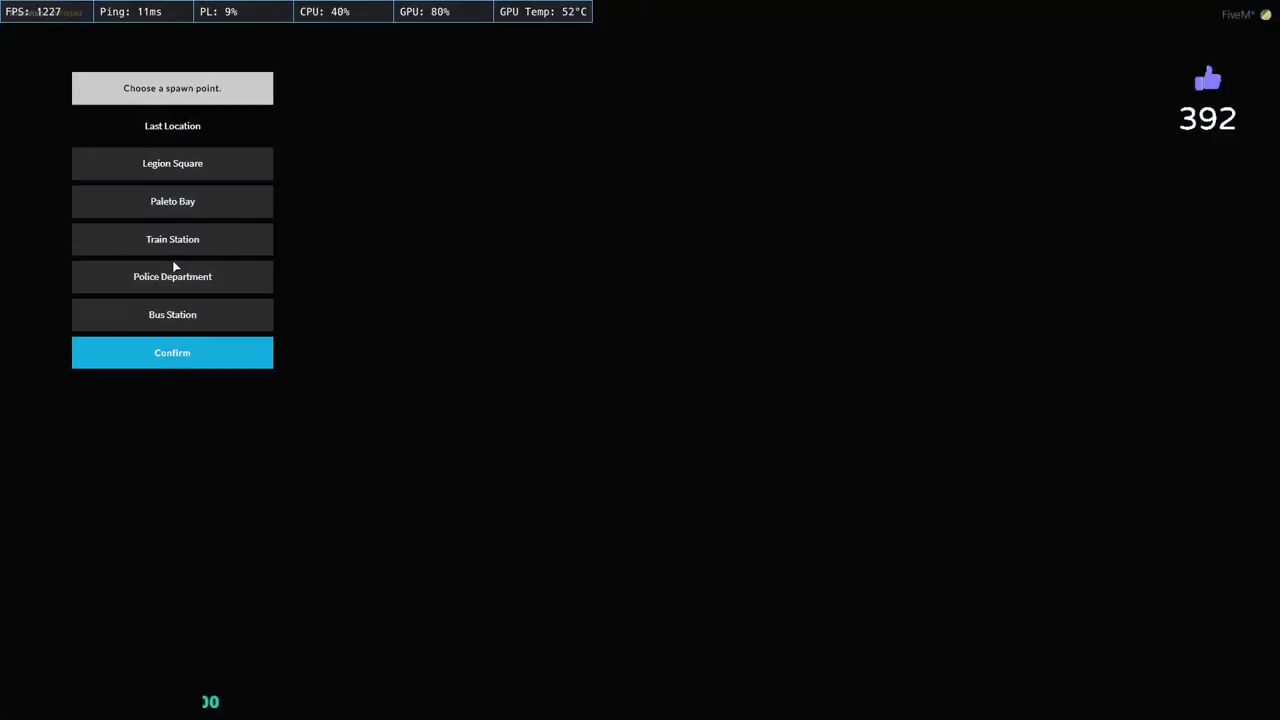 FPS: 1227 Ping: 11ms PL: 9% CPU: 40% GPU: 80% GPU Temp: 52°C
FiveM*
392
Choose a spawn point.
Last Location
Legion Square
Paleto Bay
Train Station
Police Department
Bus Station
Confirm
00